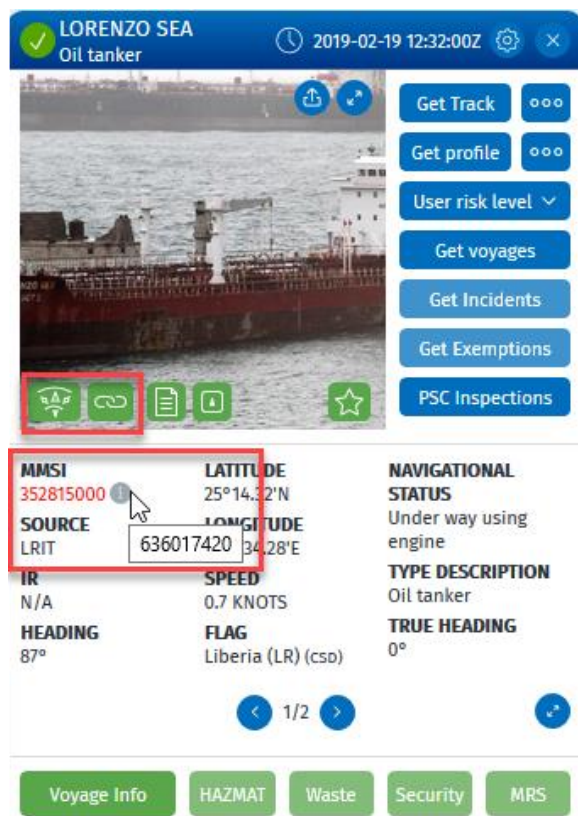 LORENZO SEA
Oil tanker
2019-02-19 12:32:00Z
Get Track
Get profile
User risk level
Get voyages
Get Incidents
Get Exemptions
PSC Inspections
MMSI
352815000
SOURCE
LRIT
636017420
IR
N/A
HEADING
87°
LATITUDE
25°14.32'N
LONGITUDE
34.28'E
SPEED
0.7 KNOTS
FLAG
Liberia (LR) (CSD)
NAVIGATIONAL
STATUS
Under way using
engine
TYPE DESCRIPTION
Oil tanker
TRUE HEADING
0°
1/2
Voyage Info
HAZMAT
Waste
Security
MRS